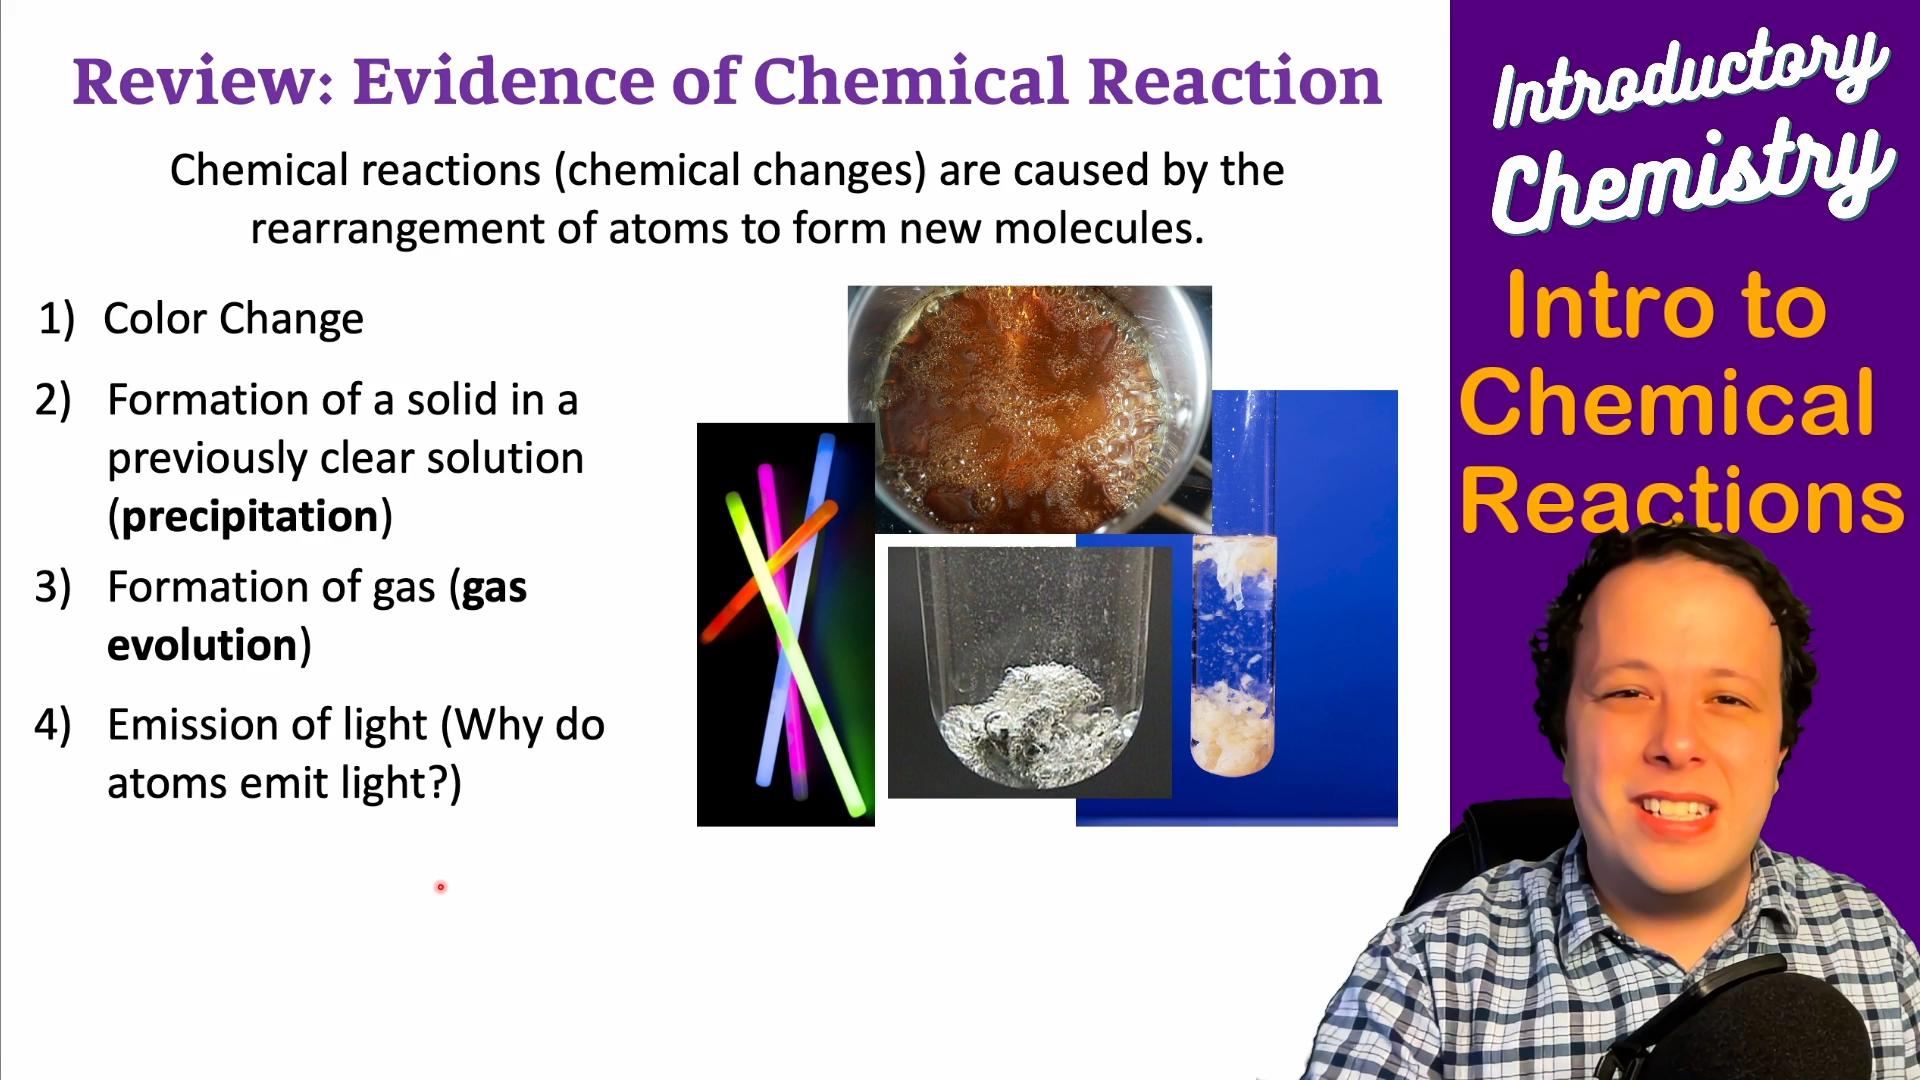 Review: Evidence of Chemical Reaction
Chemical reactions (chemical changes) are caused by the
rearrangement of atoms to form new molecules.
1) Color Change
2) Formation of a solid in a
previously clear solution
(precipitation)
3) Formation of gas (gas
evolution)
4) Emission of light (Why do
atoms emit light?)
Introductory
Chemistry
Intro to
Chemical
Reactions